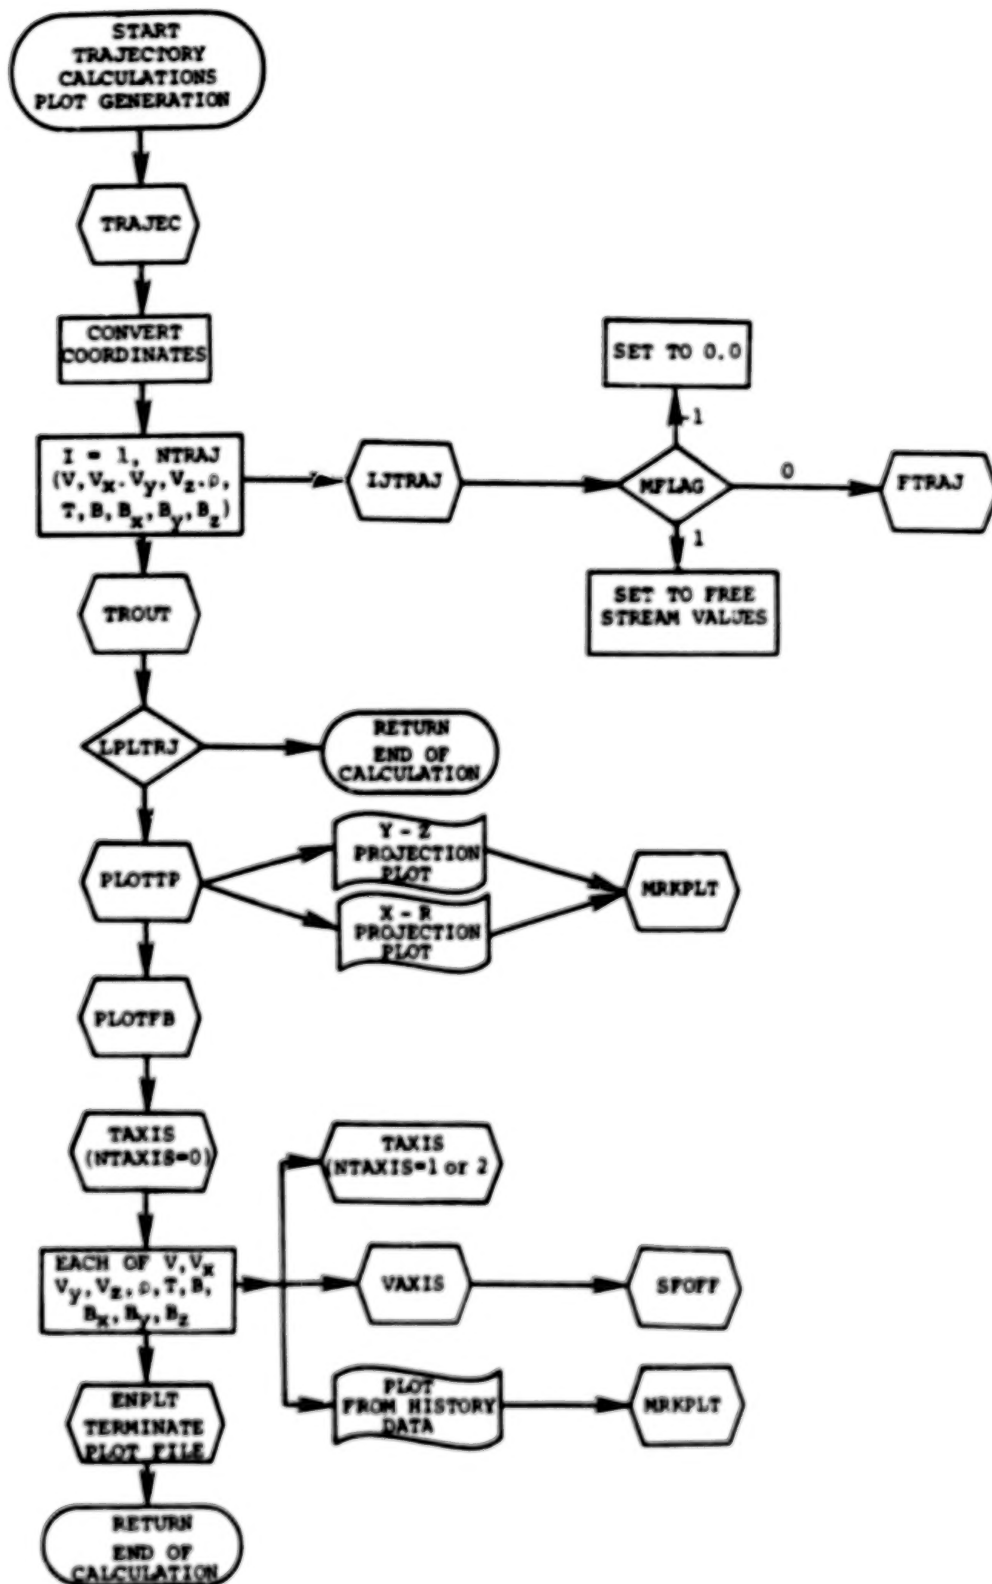 START
TRAJECTORY
CALCULATIONS
PLOT GENERATION
TRAJEC
CONVERT
COORDINATES
I = 1, NTRAJ
(V,Vx.Vy,Vz.ρ,
T,B,Bx,By,Bz)
IJTRAJ
MFLAG
-1
SET TO 0.0
0
FTRAJ
1
SET TO FREE
STREAM VALUES
TROUT
LPLTRJ
RETURN
END OF
CALCULATION
PLOTTP
Y - Z
PROJECTION
PLOT
X - R
PROJECTION
PLOT
MRKPLT
PLOTFB
TAXIS
(NTAXIS=0)
TAXIS
(NTAXIS=1 or 2
EACH OF V,Vx
Vy,Vz,ρ,T,B,
Bx,By,Bz
VAXIS
SFOFF
PLOT
FROM HISTORY
DATA
MRKPLT
ENPLT
TERMINATE
PLOT FILE
RETURN
END OF
CALCULATION